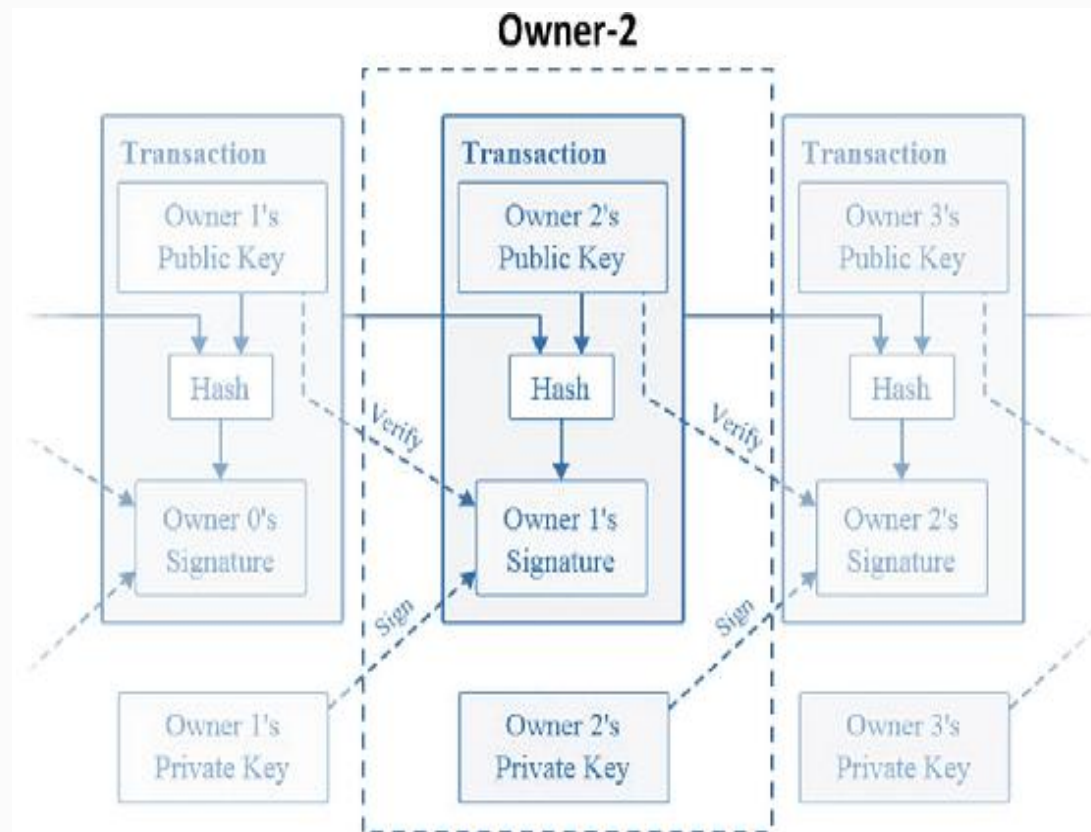 Owner-2
Transaction
Owner 1's
Public Key
Hash
Verify
Owner 0's
Signature
Sign
Owner 1's
Private Key
Transaction
Owner 2's
Public Key
Hash
Verify
Owner 1's
Signature
Sign
Owner 2's
Private Key
Transaction
Owner 3's
Public Key
Hash
Owner 2's
Signature
Owner 3's
Private Key